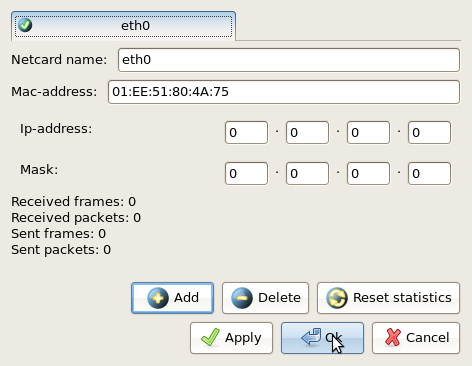 eth0
Netcard name: eth0
Mac-address: 01:EE:51:80:4A:75
Ip-address: 0 . 0 . 0 . 0
Mask: 0 . 0 . 0 . 0
Received frames: 0
Received packets: 0
Sent frames: 0
Sent packets: 0
Add Delete Reset statistics
Apply Ok Cancel